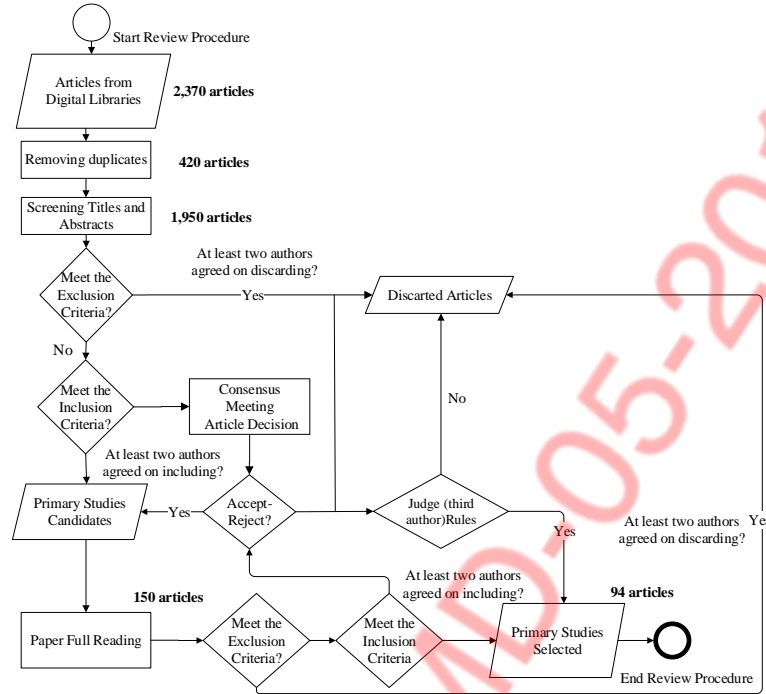 Start Review Procedure
Articles from
Digital Libraries
2,370 articles
Removing duplicates
420 articles
Screening Titles and
Abstracts
1,950 articles
At least two authors
agreed on discarding?
Meet the
Exclusion
Criteria?
Yes
Discarted Articles
No
Meet the
Inclusion
Criteria?
Consensus
Meeting
Article Decision
No
At least two authors
agreed on including?
Primary Studies
Candidates
Yes
Accept-
Reject?
Judge (third
author)Rules
Yes
At least two authors
agreed on discarding?
Yes
150 articles
At least two authors
agreed on including?
94 articles
Paper Full Reading
Meet the
Exclusion
Criteria?
Meet the
Inclusion
Criteria
Primary Studies
Selected
End Review Procedure